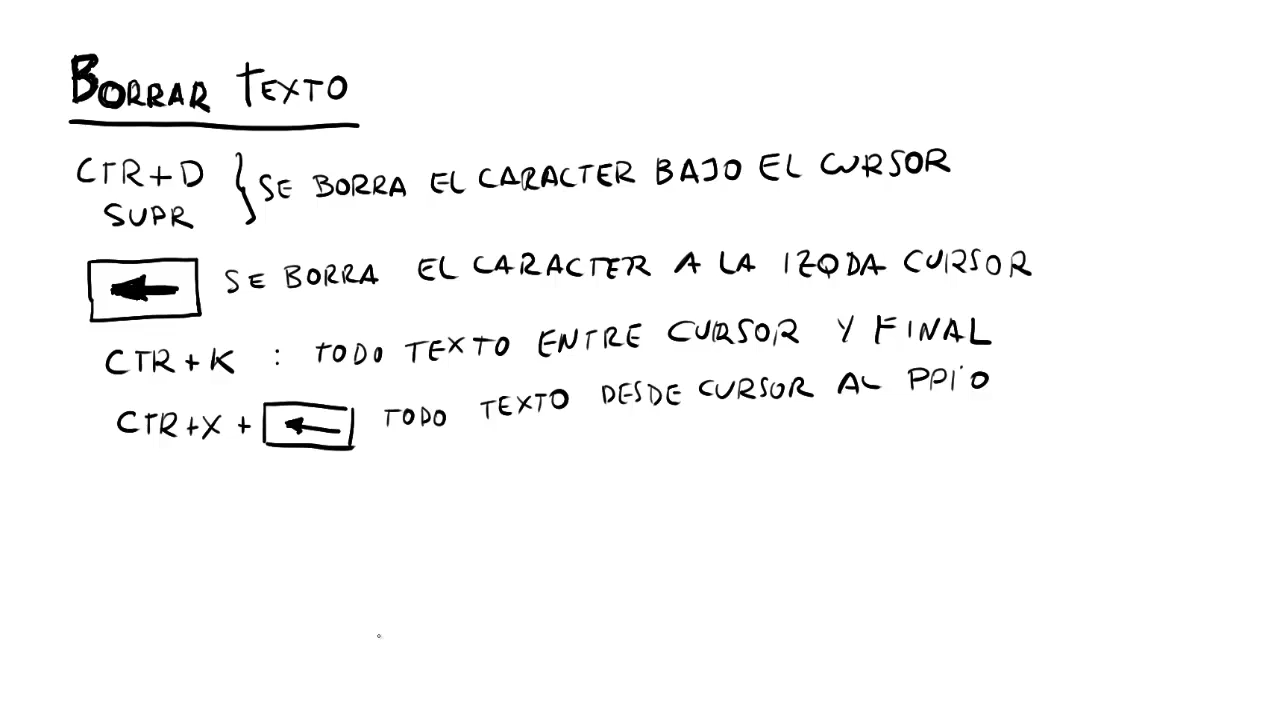 BORRAR TEXTO
CTR+D } SE BORRA EL CARACTER BAJO EL CURSOR
SUPR
← SE BORRA EL CARACTER A LA IZQDA CURSOR
CTR+K : TODO TEXTO ENTRE CURSOR Y FINAL
CTR+X + ← TODO TEXTO DESDE CURSOR AL PPIO